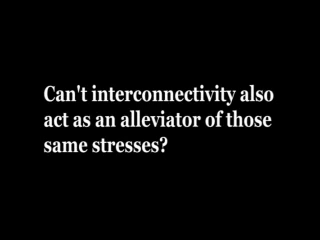 Can't interconnectivity also
act as an alleviator of those
same stresses?